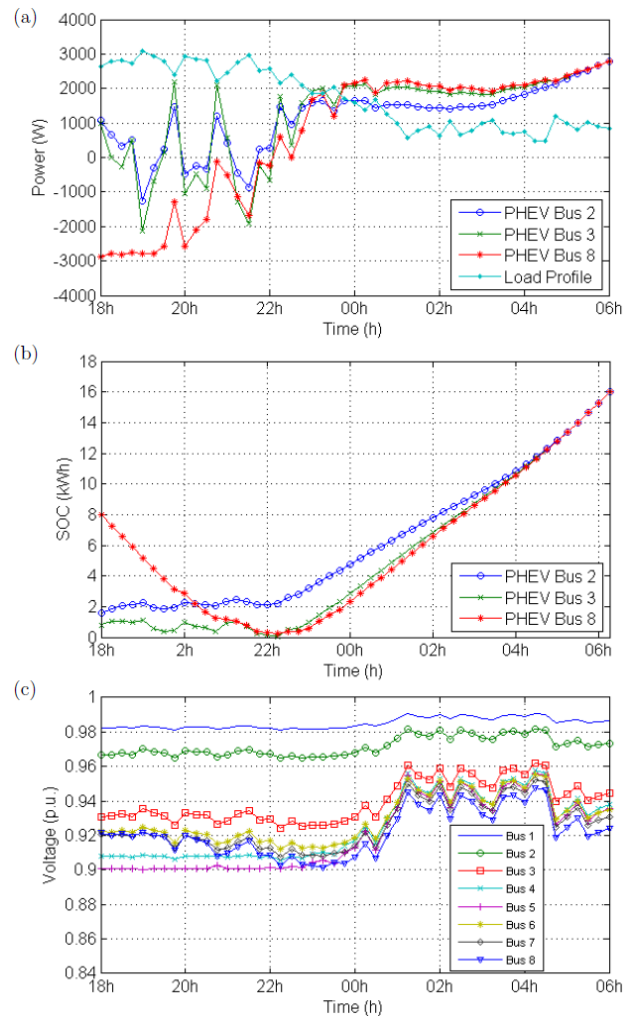 (a)
4000
3000
2000
1000
0
-1000
-2000
-3000
-4000
Power (W)
PHEV Bus 2
PHEV Bus 3
PHEV Bus 8
Load Profile
18h 20h 22h 00h 02h 04h 06h
Time (h)
(b)
18
16
14
12
10
8
6
4
2
0
SOC (kWh)
PHEV Bus 2
PHEV Bus 3
PHEV Bus 8
18h 2h 22h 00h 02h 04h 06h
Time (h)
(c)
1
0.98
0.96
0.94
0.92
0.9
0.88
0.86
0.84
Voltage (p.u.)
Bus 1
Bus 2
Bus 3
Bus 4
Bus 5
Bus 6
Bus 7
Bus 8
18h 20h 22h 00h 02h 04h 06h
Time (h)